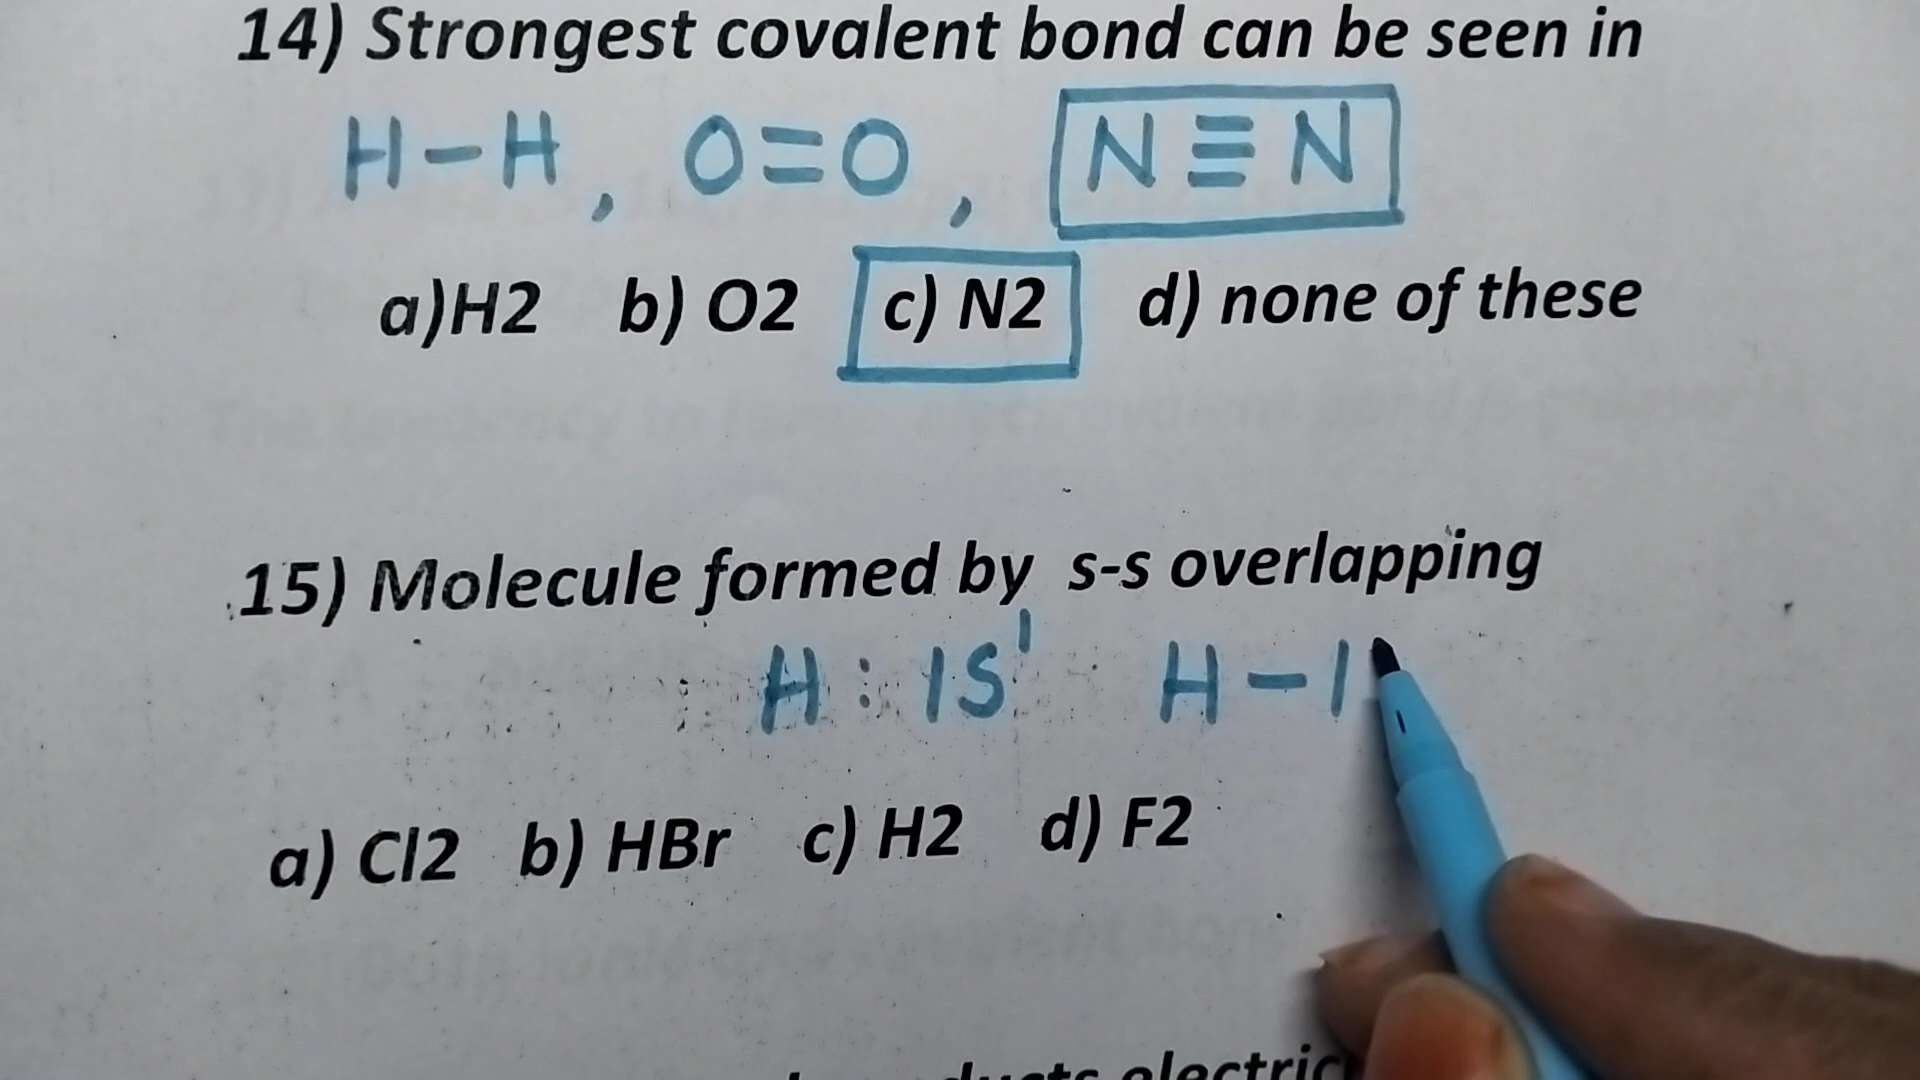 14) Strongest covalent bond can be seen in
H-H, O=O, N≡N
a)H2 b) O2 c) N2 d) none of these
15) Molecule formed by s-s overlapping
H : 1S¹ H-1
a) Cl2 b) HBr c) H2 d) F2